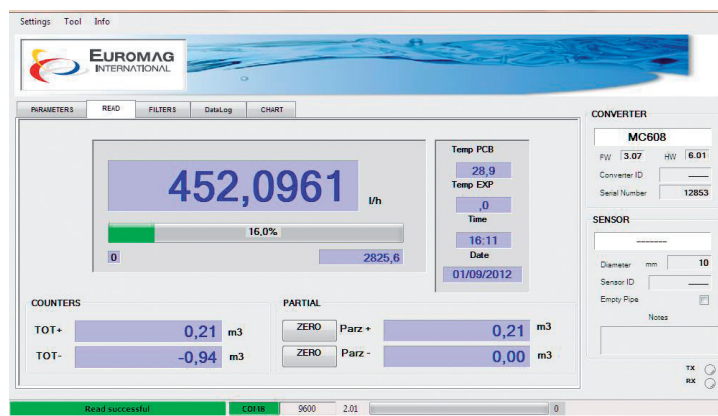 Settings Tool Info
EUROMAG
INTERNATIONAL
PARAMETERS READ FILTERS DataLog CHART
452,0961 l/h
16,0%
0 2825,6
Temp PCB
28,9
Temp EXP
,0
Time
16:11
Date
01/09/2012
COUNTERS
TOT+ 0,21 m3
TOT- -0,94 m3
PARTIAL
ZERO Parz + 0,21 m3
ZERO Parz - 0,00 m3
CONVERTER
MC608
FW 3.07 HW 6.01
Converter ID ____
Serial Number 12853
SENSOR
-------
Diameter mm 10
Sensor ID ____
Empty Pipe
Notes
TX
RX
Read successful COM6 9600 2.01 0